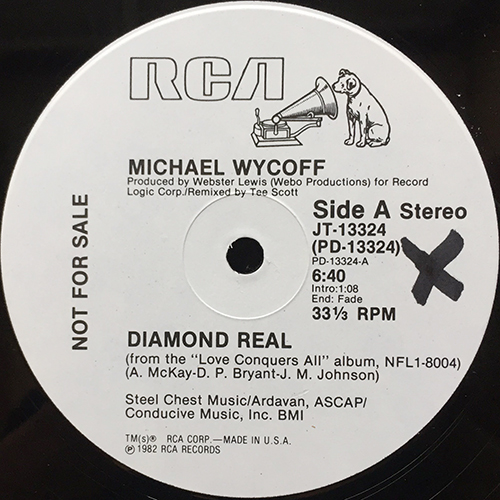 RCA
MICHAEL WYCOFF
Produced by Webster Lewis (Webo Productions) for Record
Logic Corp./Remixed by Tee Scott
NOT FOR SALE
Side A Stereo
JT-13324
(PD-13324)
PD-13324-A
6:40
Intro:1:08
End: Fade
33⅓ RPM
DIAMOND REAL
(from the "Love Conquers All" album, NFL1-8004)
(A. McKay-D. P. Bryant-J. M. Johnson)
Steel Chest Music/Ardavan, ASCAP/
Conducive Music, Inc. BMI
TM(s)® RCA CORP.—MADE IN U.S.A.
Ⓟ 1982 RCA RECORDS